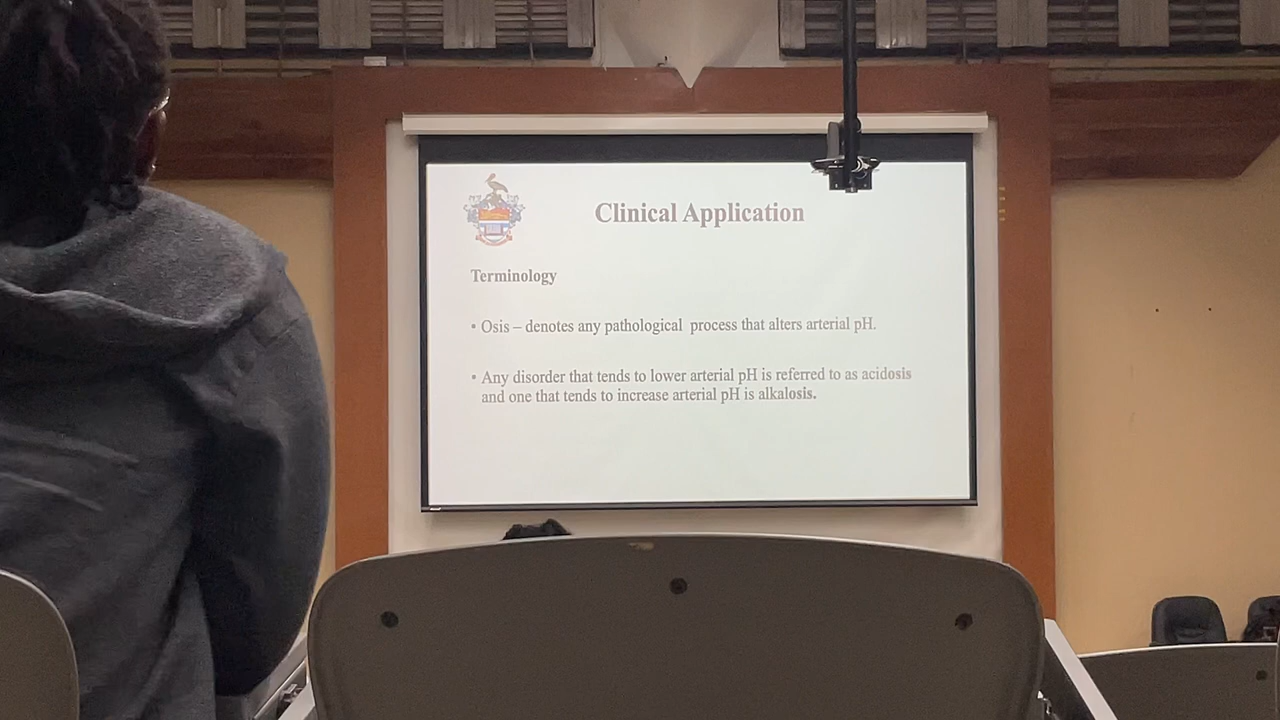 Clinical Application
Terminology
• Osis – denotes any pathological process that alters arterial pH.
• Any disorder that tends to lower arterial pH is referred to as acidosis
and one that tends to increase arterial pH is alkalosis.